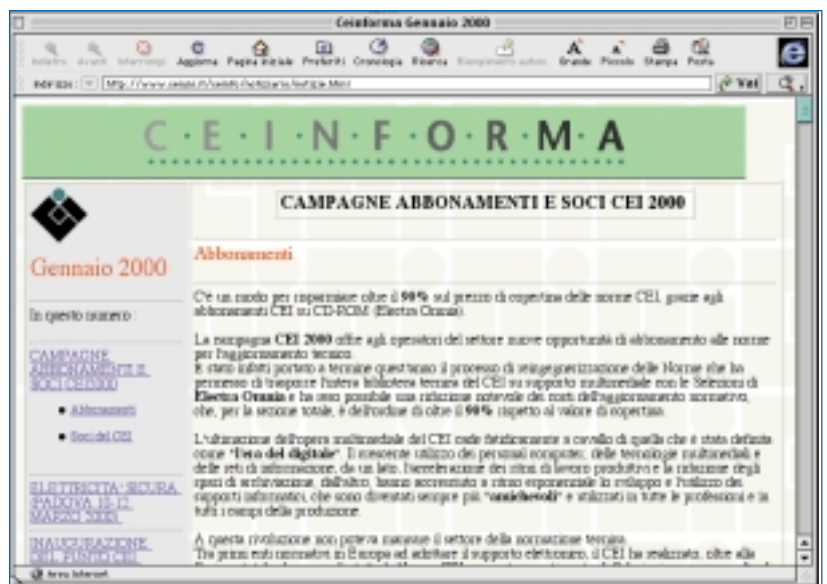 Ceinforma Gennaio 2000
Indietro Avanti Interrompi Aggiorna Pagina iniziale Preferiti Cronologia Ricerca Riempimento autom. Grande Piccolo Stampa Posta
Indirizzo: Vai
C·E·I·N·F·O·R·M·A
CAMPAGNE ABBONAMENTI E SOCI CEI 2000
Gennaio 2000
In questo numero :
CAMPAGNE
ABBONAMENTI E
SOCI CEI 2000
Abbonamenti
Soci del CEI
ELETTRICITA' SICURA
(PADOVA 10-12
MARZO 2000)
INAUGURAZIONE
DEL PUNTO CEI
Abbonamenti
C'è un modo per risparmiare oltre il 90% sul prezzo di copertina delle norme CEI, grazie agli
abbonamenti CEI su CD-ROM (Electra Omnia).
La campagna CEI 2000 offre agli operatori del settore nuove opportunità di abbonamento alle norme
per l'aggiornamento tecnico.
È stato infatti portato a termine quest'anno il processo di reingegnerizzazione delle Norme che ha
permesso di trasporre l'intera biblioteca tecnica del CEI su supporto multimediale con le Selezioni di
Electra Omnia e ha reso possibile una riduzione notevole dei costi dell'aggiornamento normativo,
che, per la sezione totale, è dell'ordine di oltre il 90% rispetto al valore di copertina.
L'ultimazione dell'opera multimediale del CEI cade fatidicamente a cavallo di quella che è stata definita
come "l'era del digitale". Il crescente utilizzo dei personal computer, delle tecnologie multimediali e
delle reti di informazione, da un lato, l'accelerazione dei ritmi di lavoro produttivi e la riduzione degli
spazi di archiviazione, dall'altro, hanno accresciuto a ritmo esponenziale lo sviluppo e l'utilizzo dei
supporti informatici, che sono diventati sempre più "amichevoli" e utilizzati in tutte le professioni e in
tutti i campi della produzione.
A questa rivoluzione non poteva mancare il settore della normazione tecnica.
Tra primi enti normativi in Europa ad adottare il supporto elettronico, il CEI ha realizzato, oltre alla
Area Internet